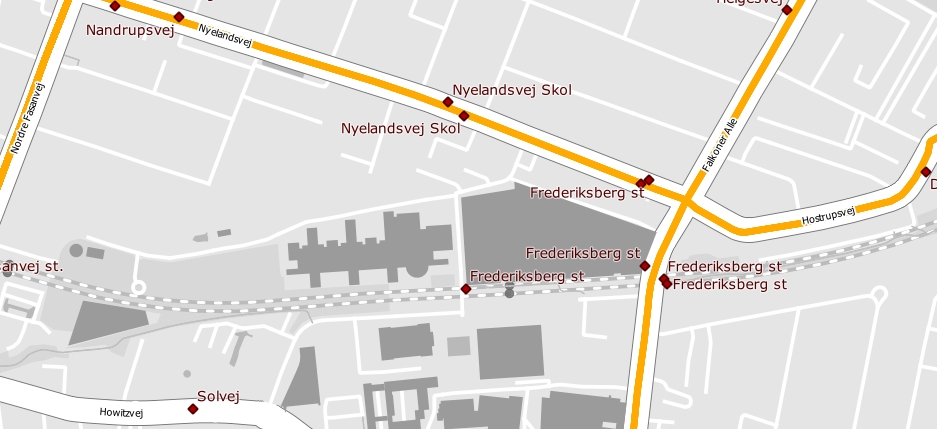 Helgesvej
Nandrupsvej
Nyelandsvej
Nyelandsvej Skol
Nordre Fasanvej
Nyelandsvej Skol
Falkoner Alle
Frederiksberg st
Hostrupsvej
Frederiksberg st
Frederiksberg st
anvej st.
Frederiksberg st
Frederiksberg st
Solvej
Howitzvej